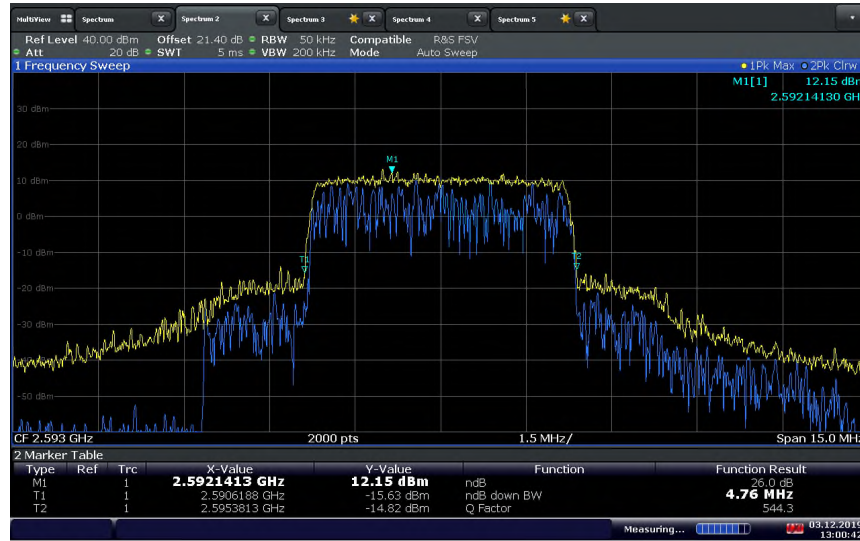 MultiView Spectrum X Spectrum 2 X Spectrum 3 X Spectrum 4 X Spectrum 5 X
Ref Level 40.00 dBm Offset 21.40 dB RBW 50 kHz Compatible R&S FSV
Att 20 dB SWT 5 ms VBW 200 kHz Mode Auto Sweep
1 Frequency Sweep 1Pk Max 2Pk Clrw
M1[1] 12.15 dBm
2.59214130 GH
30 dBm
20 dBm
M1
10 dBm
0 dBm
-10 dBm
T1 T2
-20 dBm
-30 dBm
-50 dBm
CF 2.593 GHz 2000 pts 1.5 MHz/ Span 15.0 MHz
2 Marker Table
Type Ref Trc X-Value Y-Value Function Function Result
M1 1 2.5921413 GHz 12.15 dBm ndB 26.0 dB
T1 1 2.5906188 GHz -15.63 dBm ndB down BW 4.76 MHz
T2 1 2.5953813 GHz -14.82 dBm Q Factor 544.3
Measuring... 03.12.2019
13:00:42